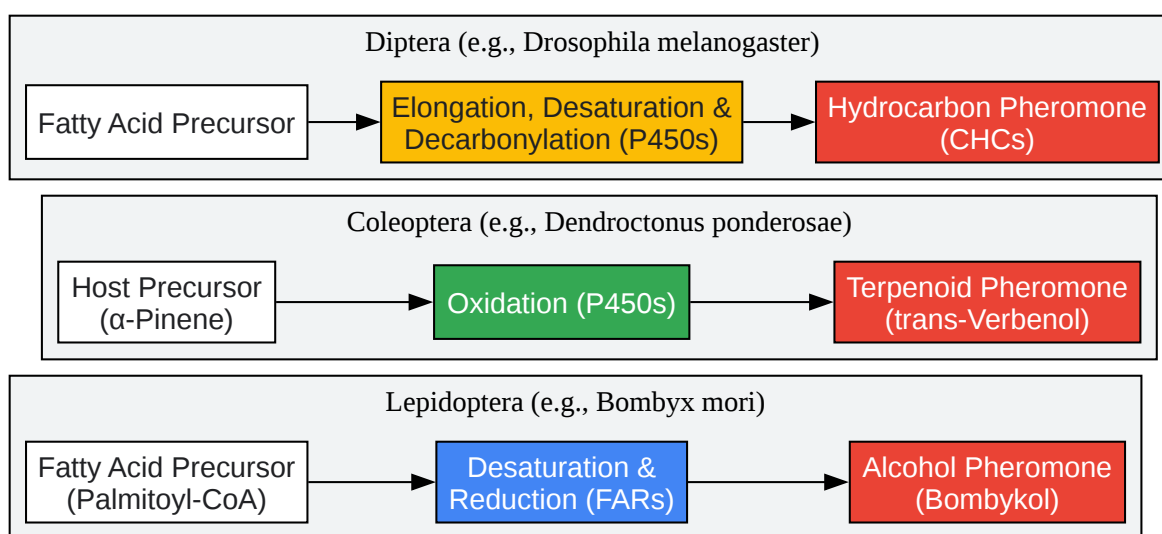 Diptera (e.g., Drosophila melanogaster)
Fatty Acid Precursor
Elongation, Desaturation &
Decarbonylation (P450s)
Hydrocarbon Pheromone
(CHCs)
Coleoptera (e.g., Dendroctonus ponderosae)
Host Precursor
(α-Pinene)
Oxidation (P450s)
Terpenoid Pheromone
(trans-Verbenol)
Lepidoptera (e.g., Bombyx mori)
Fatty Acid Precursor
(Palmitoyl-CoA)
Desaturation &
Reduction (FARs)
Alcohol Pheromone
(Bombykol)